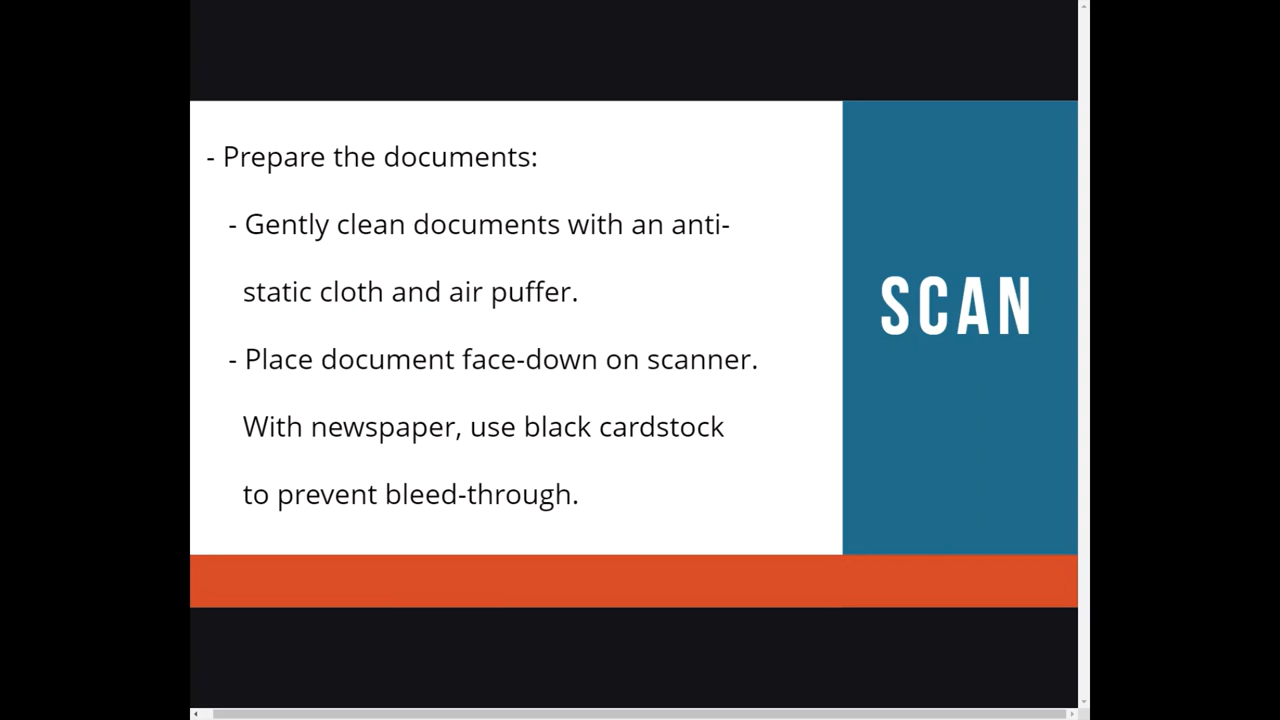 - Prepare the documents:
- Gently clean documents with an anti-
static cloth and air puffer.
- Place document face-down on scanner.
With newspaper, use black cardstock
to prevent bleed-through.
SCAN